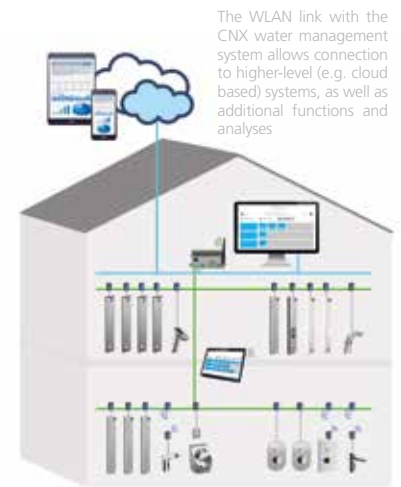 The WLAN link with the
CNX water management
system allows connection
to higher-level (e.g. cloud
based) systems, as well as
additional functions and
analyses